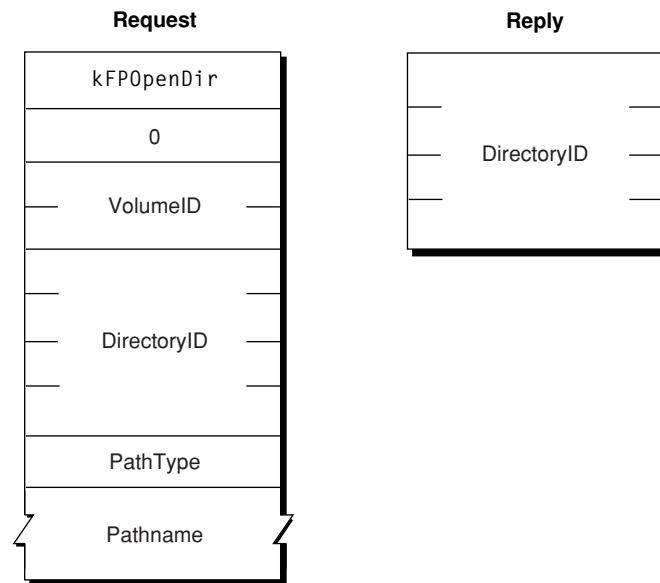 Request
kFPOpenDir
0
VolumeID
DirectoryID
PathType
Pathname
Reply
DirectoryID